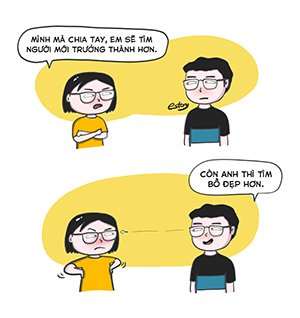 MÌNH MÀ CHIA TAY, EM SẼ TÌM
NGƯỜI MỚI TRƯỞNG THÀNH HƠN.
estory
CÒN ANH THÌ TÌM
BỒ ĐẸP HƠN.